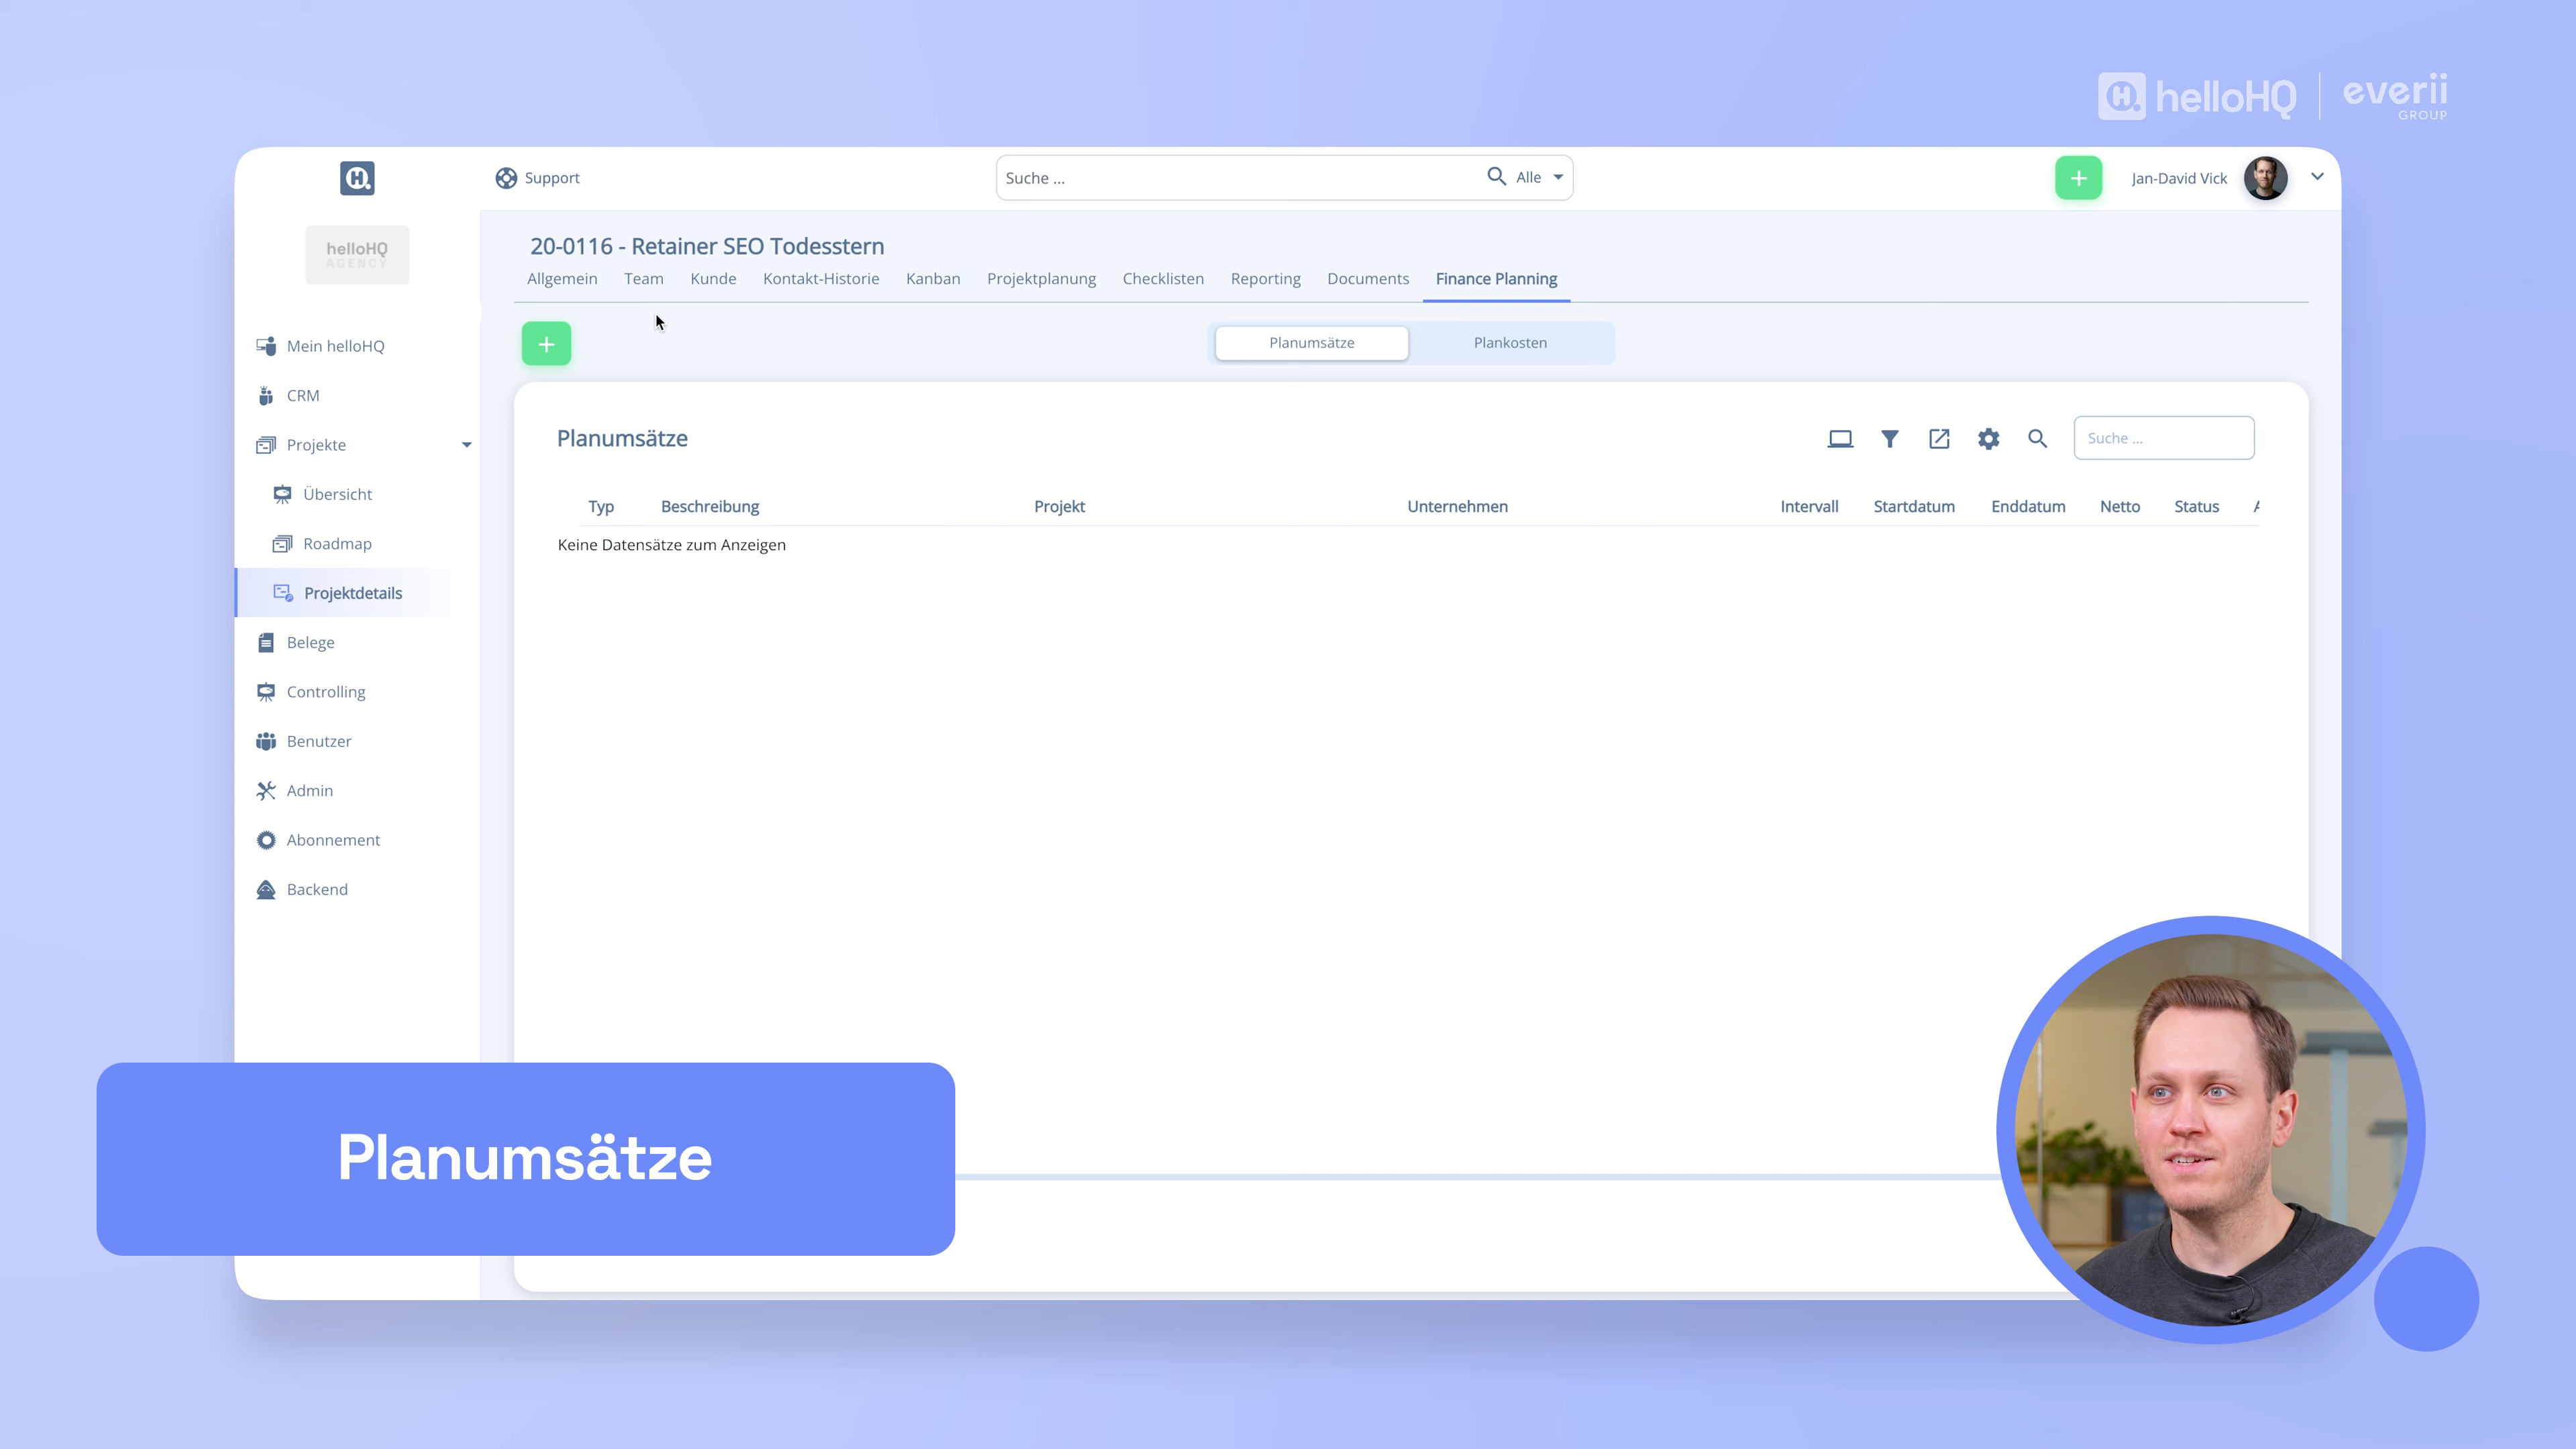 helloHQ
everii
GROUP
Support
Suche ...
Alle
Jan-David Vick
helloHQ
AGENCY
20-0116 - Retainer SEO Todesstern
Allgemein
Team
Kunde
Kontakt-Historie
Kanban
Projektplanung
Checklisten
Reporting
Documents
Finance Planning
Planumsätze
Plankosten
Mein helloHQ
CRM
Projekte
Übersicht
Roadmap
Projektdetails
Belege
Controlling
Benutzer
Admin
Abonnement
Backend
Planumsätze
Suche ...
Typ
Beschreibung
Projekt
Unternehmen
Intervall
Startdatum
Enddatum
Netto
Status
Keine Datensätze zum Anzeigen
Planumsätze